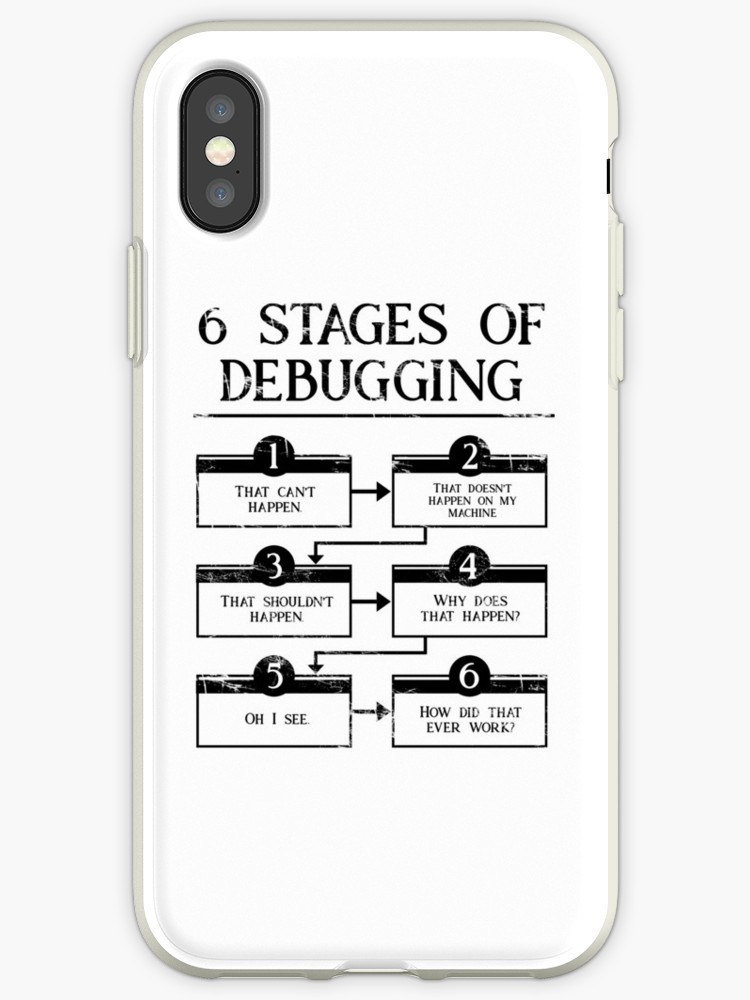 6 STAGES OF
DEBUGGING
1
THAT CAN'T
HAPPEN.
2
THAT DOESN'T
HAPPEN ON MY
MACHINE
3
THAT SHOULDN'T
HAPPEN.
4
WHY DOES
THAT HAPPEN?
5
OH I SEE.
6
HOW DID THAT
EVER WORK?